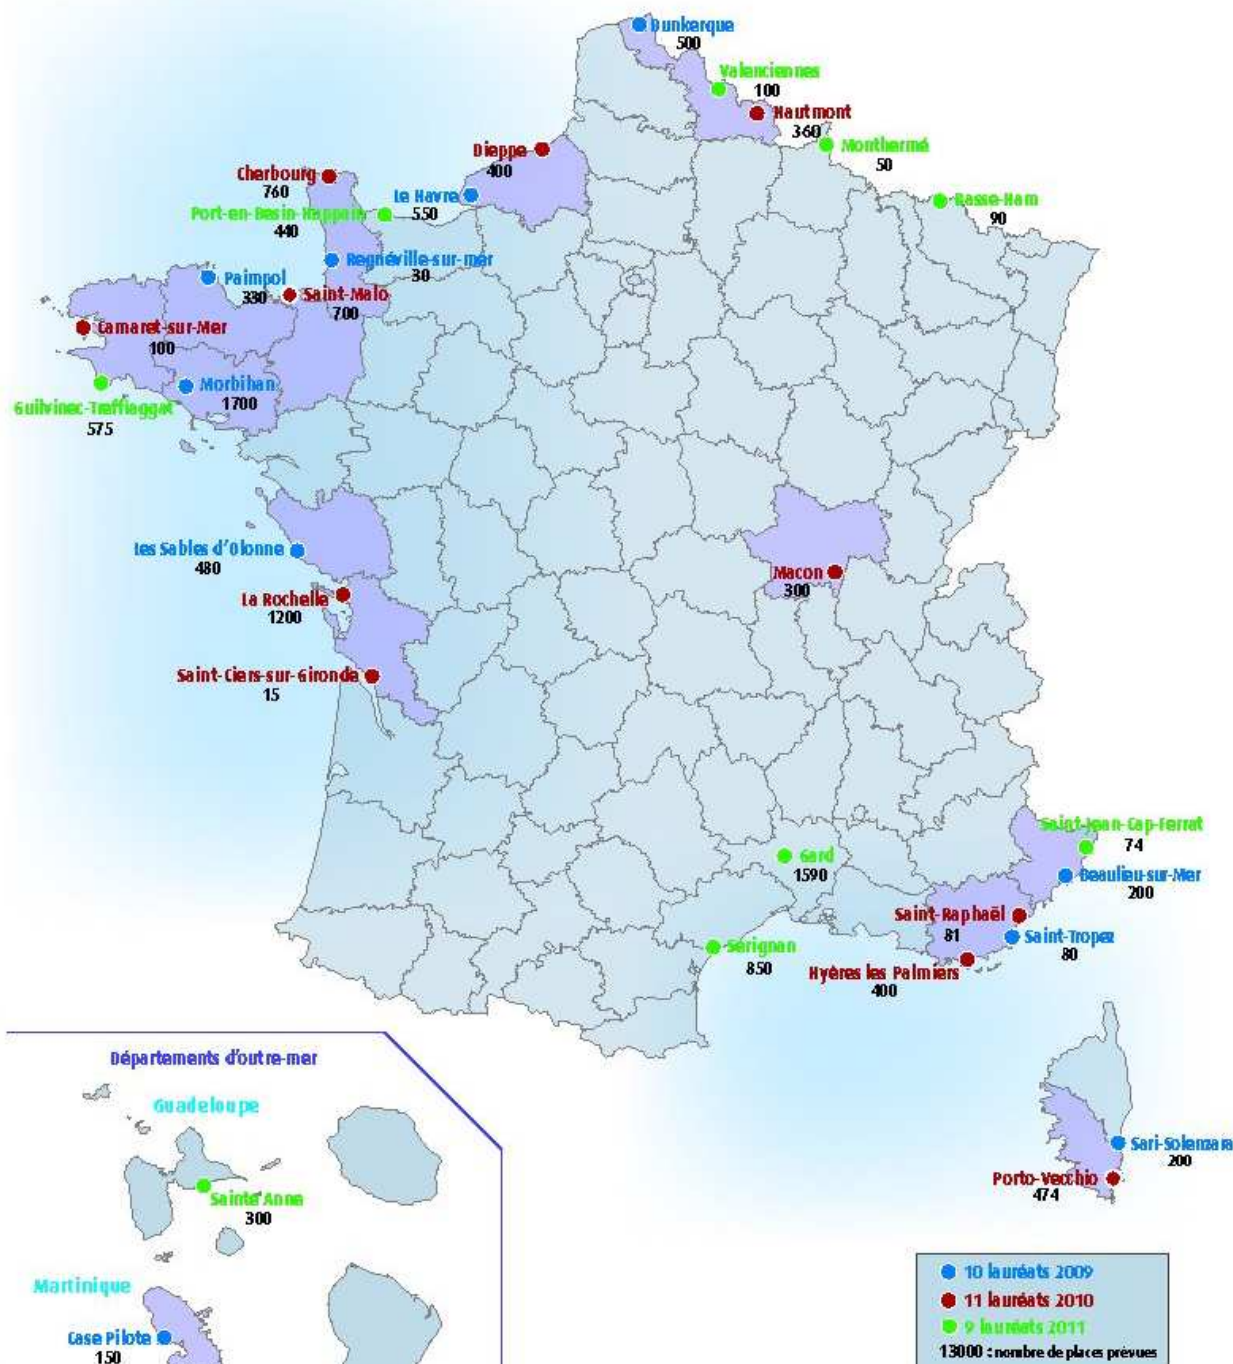 Dunkerque
500
Valenciennes
100
Hautmont
360
Monthermé
50
Basse-Ham
90
Dieppe
400
Cherbourg
760
Le Havre
550
Port-en-Bessin-Huppain
440
Regnéville-sur-mer
30
Paimpol
330
Saint-Malo
700
Camaret-sur-Mer
100
Morbihan
1700
Guilvinec-Treffiaggat
575
Les Sables d'Olonne
480
La Rochelle
1200
Macon
300
Saint-Ciers-sur-Gironde
15
Saint-Jean-Cap-Ferrat
74
Gard
1590
Beaulieu-sur-Mer
200
Saint-Raphaël
81
Saint-Tropez
80
Sérignan
850
Hyères les Palmiers
400
Départements d'outre-mer
Guadeloupe
Sainte Anne
300
Sari-Solenzara
200
Porto-Vecchio
474
Martinique
Case Pilote
150
10 lauréats 2009
11 lauréats 2010
9 lauréats 2011
13000 : nombre de places prévues